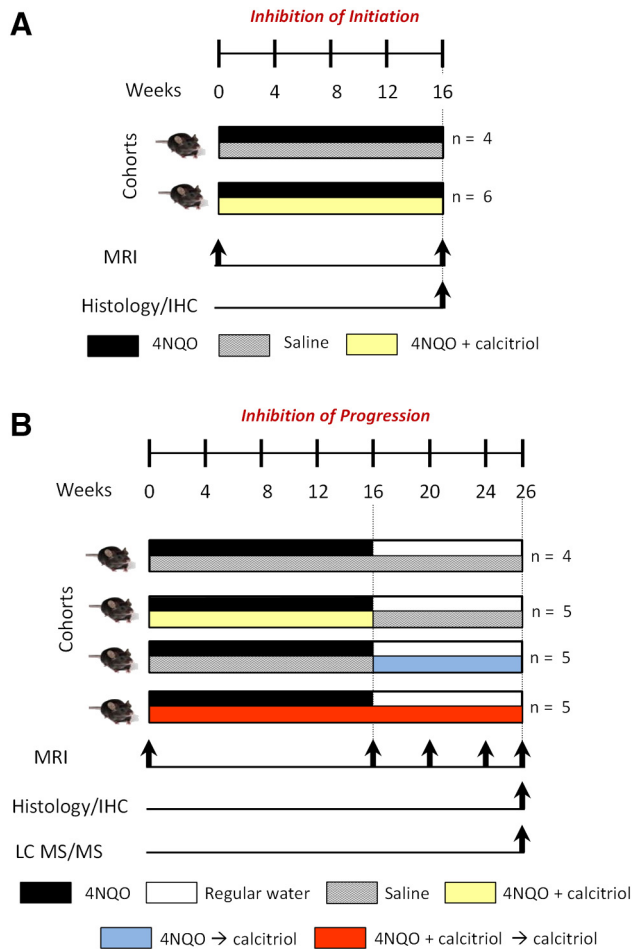 A
Inhibition of Initiation
Weeks 0 4 8 12 16
Cohorts
n = 4
n = 6
MRI
Histology/IHC
4NQO Saline 4NQO + calcitriol
B
Inhibition of Progression
Weeks 0 4 8 12 16 20 24 26
Cohorts
n = 4
n = 5
n = 5
n = 5
MRI
Histology/IHC
LC MS/MS
4NQO Regular water Saline 4NQO + calcitriol
4NQO → calcitriol 4NQO + calcitriol → calcitriol